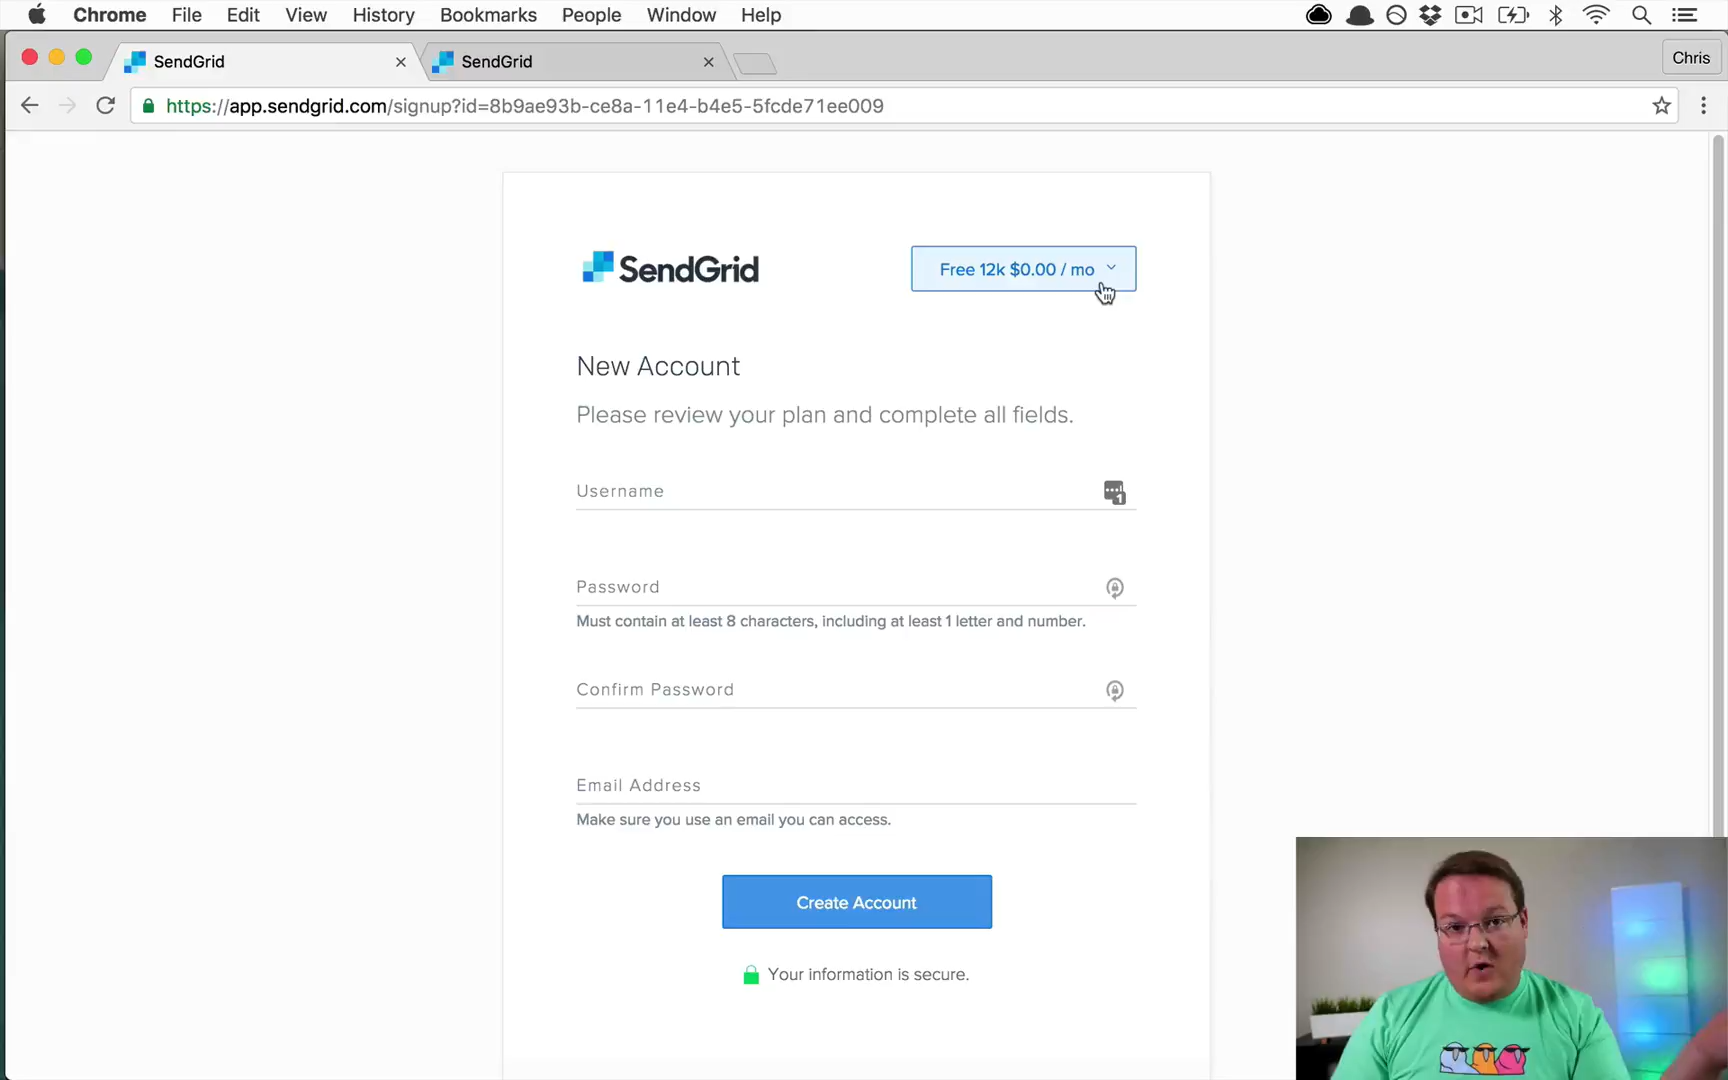 Chrome File Edit View History Bookmarks People Window Help
SendGrid
SendGrid
Chris
https://app.sendgrid.com/signup?id=8b9ae93b-ce8a-11e4-b4e5-5fcde71ee009
SendGrid
Free 12k $0.00 / mo
New Account
Please review your plan and complete all fields.
Username
1
Password
Must contain at least 8 characters, including at least 1 letter and number.
Confirm Password
Email Address
Make sure you use an email you can access.
Create Account
Your information is secure.